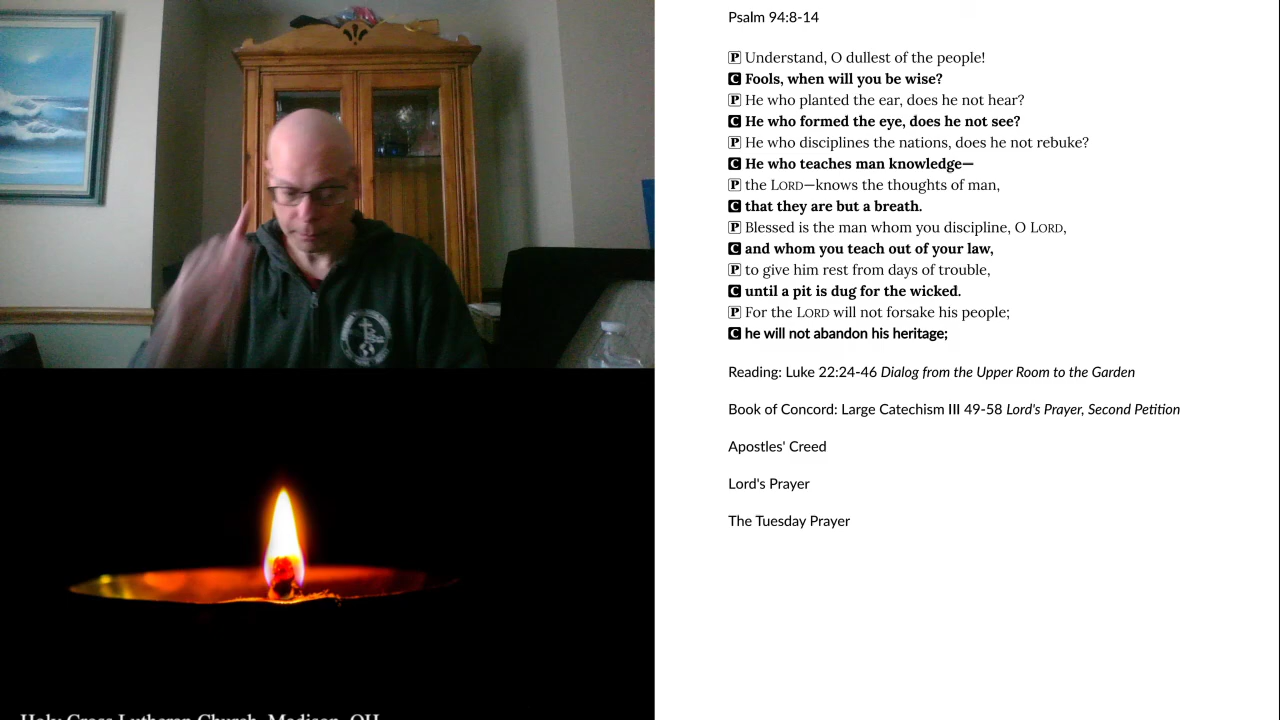 Psalm 94:8-14
P Understand, O dullest of the people!
C Fools, when will you be wise?
P He who planted the ear, does he not hear?
C He who formed the eye, does he not see?
P He who disciplines the nations, does he not rebuke?
C He who teaches man knowledge—
P the LORD—knows the thoughts of man,
C that they are but a breath.
P Blessed is the man whom you discipline, O LORD,
C and whom you teach out of your law,
P to give him rest from days of trouble,
C until a pit is dug for the wicked.
P For the LORD will not forsake his people;
C he will not abandon his heritage;
Reading: Luke 22:24-46 Dialog from the Upper Room to the Garden
Book of Concord: Large Catechism III 49-58 Lord's Prayer, Second Petition
Apostles' Creed
Lord's Prayer
The Tuesday Prayer
Holy Cross Lutheran Church, Madison, OH